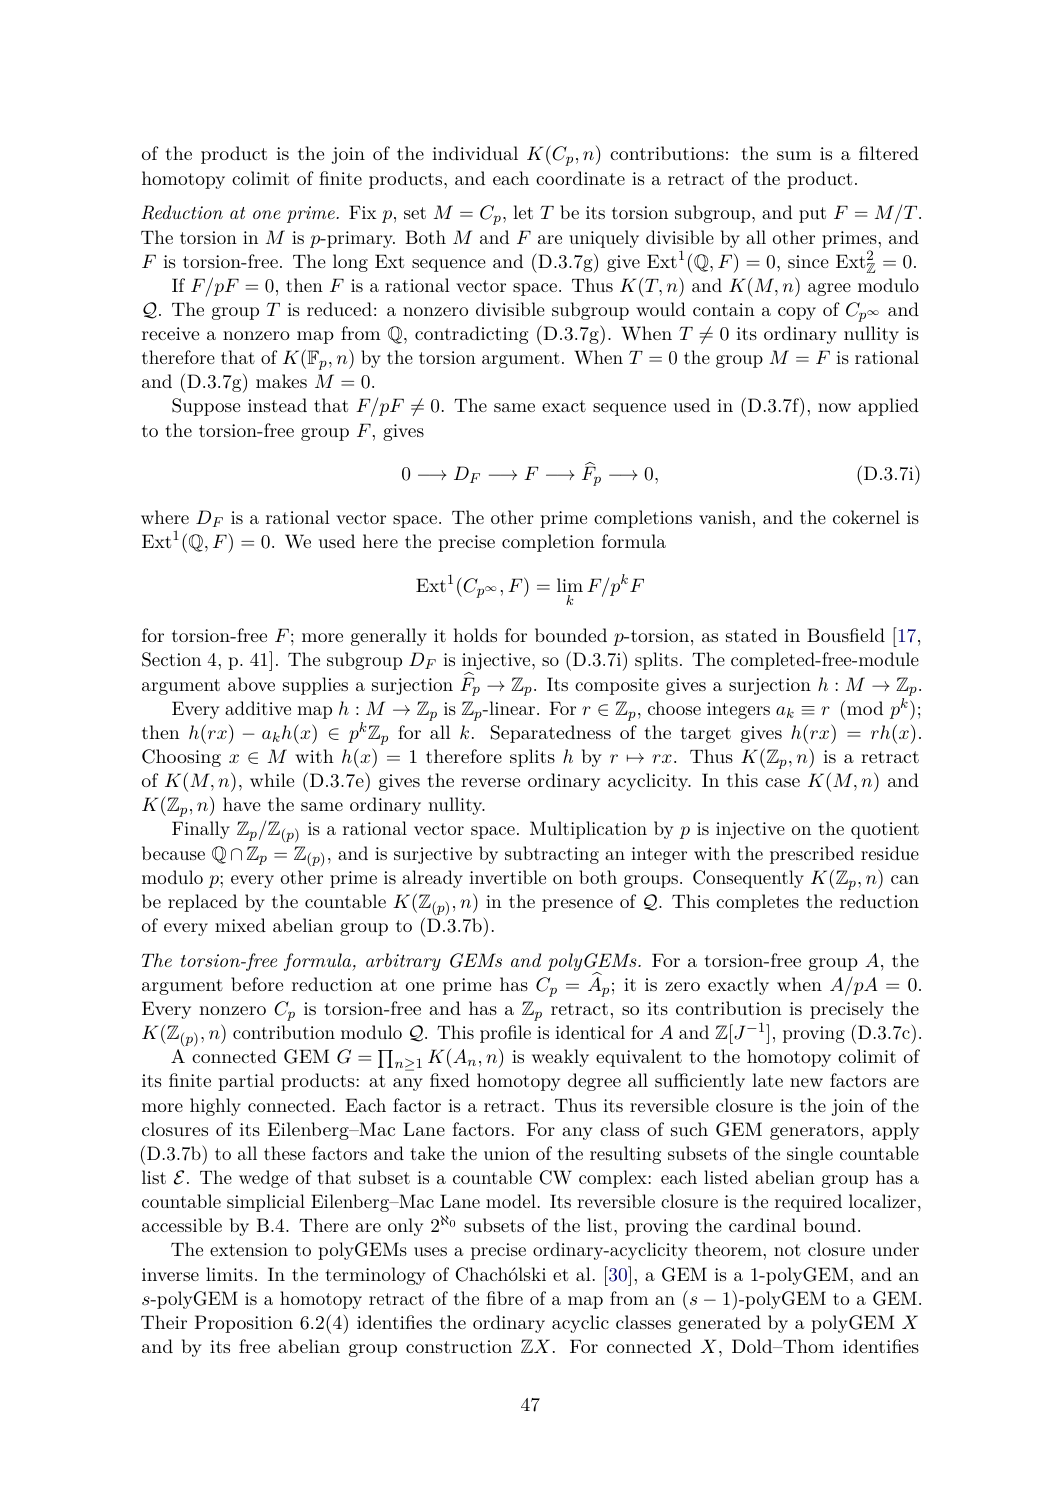 of the product is the join of the individual K(C_p, n) contributions: the sum is a filtered
homotopy colimit of finite products, and each coordinate is a retract of the product.
Reduction at one prime. Fix p, set M = C_p, let T be its torsion subgroup, and put F = M/T.
The torsion in M is p-primary. Both M and F are uniquely divisible by all other primes, and
F is torsion-free. The long Ext sequence and (D.3.7g) give Ext^1(ℚ, F) = 0, since Ext^2_ℤ = 0.
If F/pF = 0, then F is a rational vector space. Thus K(T, n) and K(M, n) agree modulo
𝒬. The group T is reduced: a nonzero divisible subgroup would contain a copy of C_{p^∞} and
receive a nonzero map from ℚ, contradicting (D.3.7g). When T ≠ 0 its ordinary nullity is
therefore that of K(𝔽_p, n) by the torsion argument. When T = 0 the group M = F is rational
and (D.3.7g) makes M = 0.
Suppose instead that F/pF ≠ 0. The same exact sequence used in (D.3.7f), now applied
to the torsion-free group F, gives
0 ⟶ D_F ⟶ F ⟶ F̂_p ⟶ 0, (D.3.7i)
where D_F is a rational vector space. The other prime completions vanish, and the cokernel is
Ext^1(ℚ, F) = 0. We used here the precise completion formula
Ext^1(C_{p^∞}, F) = lim_k F/p^k F
for torsion-free F; more generally it holds for bounded p-torsion, as stated in Bousfield [17,
Section 4, p. 41]. The subgroup D_F is injective, so (D.3.7i) splits. The completed-free-module
argument above supplies a surjection F̂_p → ℤ_p. Its composite gives a surjection h : M → ℤ_p.
Every additive map h : M → ℤ_p is ℤ_p-linear. For r ∈ ℤ_p, choose integers a_k ≡ r (mod p^k);
then h(rx) − a_k h(x) ∈ p^k ℤ_p for all k. Separatedness of the target gives h(rx) = rh(x).
Choosing x ∈ M with h(x) = 1 therefore splits h by r ↦ rx. Thus K(ℤ_p, n) is a retract
of K(M, n), while (D.3.7e) gives the reverse ordinary acyclicity. In this case K(M, n) and
K(ℤ_p, n) have the same ordinary nullity.
Finally ℤ_p/ℤ_(p) is a rational vector space. Multiplication by p is injective on the quotient
because ℚ ∩ ℤ_p = ℤ_(p), and is surjective by subtracting an integer with the prescribed residue
modulo p; every other prime is already invertible on both groups. Consequently K(ℤ_p, n) can
be replaced by the countable K(ℤ_(p), n) in the presence of 𝒬. This completes the reduction
of every mixed abelian group to (D.3.7b).
The torsion-free formula, arbitrary GEMs and polyGEMs. For a torsion-free group A, the
argument before reduction at one prime has C_p = Â_p; it is zero exactly when A/pA = 0.
Every nonzero C_p is torsion-free and has a ℤ_p retract, so its contribution is precisely the
K(ℤ_(p), n) contribution modulo 𝒬. This profile is identical for A and ℤ[J^{−1}], proving (D.3.7c).
A connected GEM G = ∏_{n≥1} K(A_n, n) is weakly equivalent to the homotopy colimit of
its finite partial products: at any fixed homotopy degree all sufficiently late new factors are
more highly connected. Each factor is a retract. Thus its reversible closure is the join of the
closures of its Eilenberg–Mac Lane factors. For any class of such GEM generators, apply
(D.3.7b) to all these factors and take the union of the resulting subsets of the single countable
list ℰ. The wedge of that subset is a countable CW complex: each listed abelian group has a
countable simplicial Eilenberg–Mac Lane model. Its reversible closure is the required localizer,
accessible by B.4. There are only 2^{ℵ_0} subsets of the list, proving the cardinal bound.
The extension to polyGEMs uses a precise ordinary-acyclicity theorem, not closure under
inverse limits. In the terminology of Chachólski et al. [30], a GEM is a 1-polyGEM, and an
s-polyGEM is a homotopy retract of the fibre of a map from an (s − 1)-polyGEM to a GEM.
Their Proposition 6.2(4) identifies the ordinary acyclic classes generated by a polyGEM X
and by its free abelian group construction ℤX. For connected X, Dold–Thom identifies
47